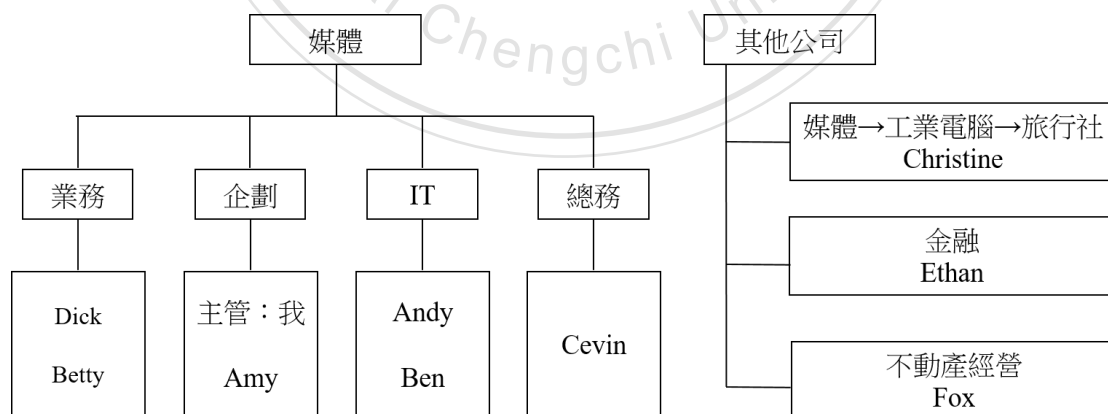 n Chengchi Un
媒體
其他公司
業務
企劃
IT
總務
Dick
Betty
主管：我
Amy
Andy
Ben
Cevin
媒體→工業電腦→旅行社
Christine
金融
Ethan
不動產經營
Fox